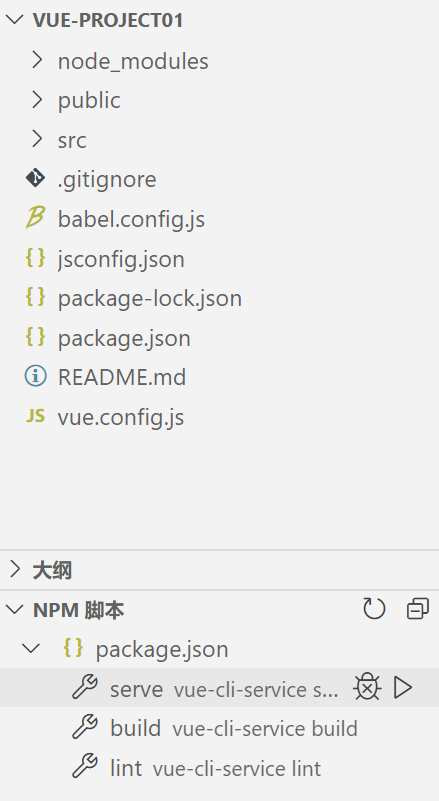 VUE-PROJECT01
node_modules
public
src
.gitignore
babel.config.js
jsconfig.json
package-lock.json
package.json
README.md
JS vue.config.js
大纲
NPM 脚本
package.json
serve vue-cli-service s...
build vue-cli-service build
lint vue-cli-service lint